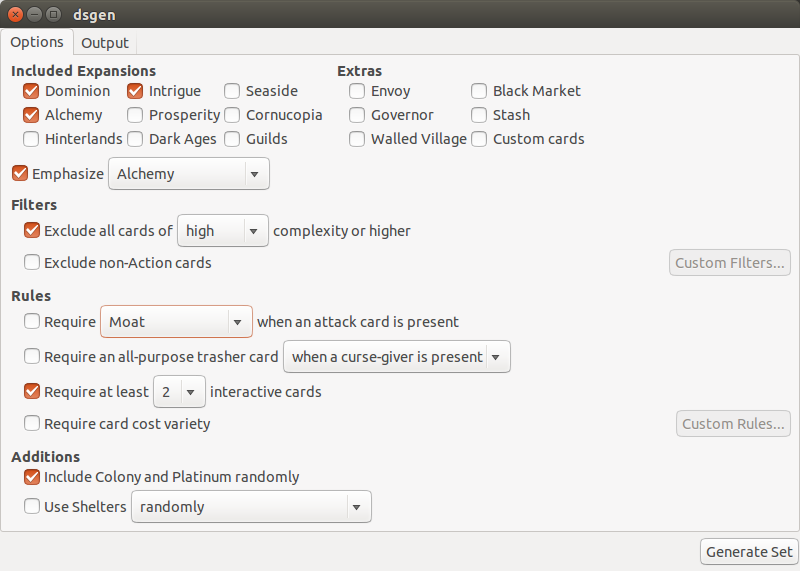 dsgen
Options Output
Included Expansions Extras
Dominion Intrigue Seaside Envoy Black Market
Alchemy Prosperity Cornucopia Governor Stash
Hinterlands Dark Ages Guilds Walled Village Custom cards
Emphasize Alchemy
Filters
Exclude all cards of high complexity or higher
Exclude non-Action cards Custom FIlters...
Rules
Require Moat when an attack card is present
Require an all-purpose trasher card when a curse-giver is present
Require at least 2 interactive cards
Require card cost variety Custom Rules...
Additions
Include Colony and Platinum randomly
Use Shelters randomly
Generate Set